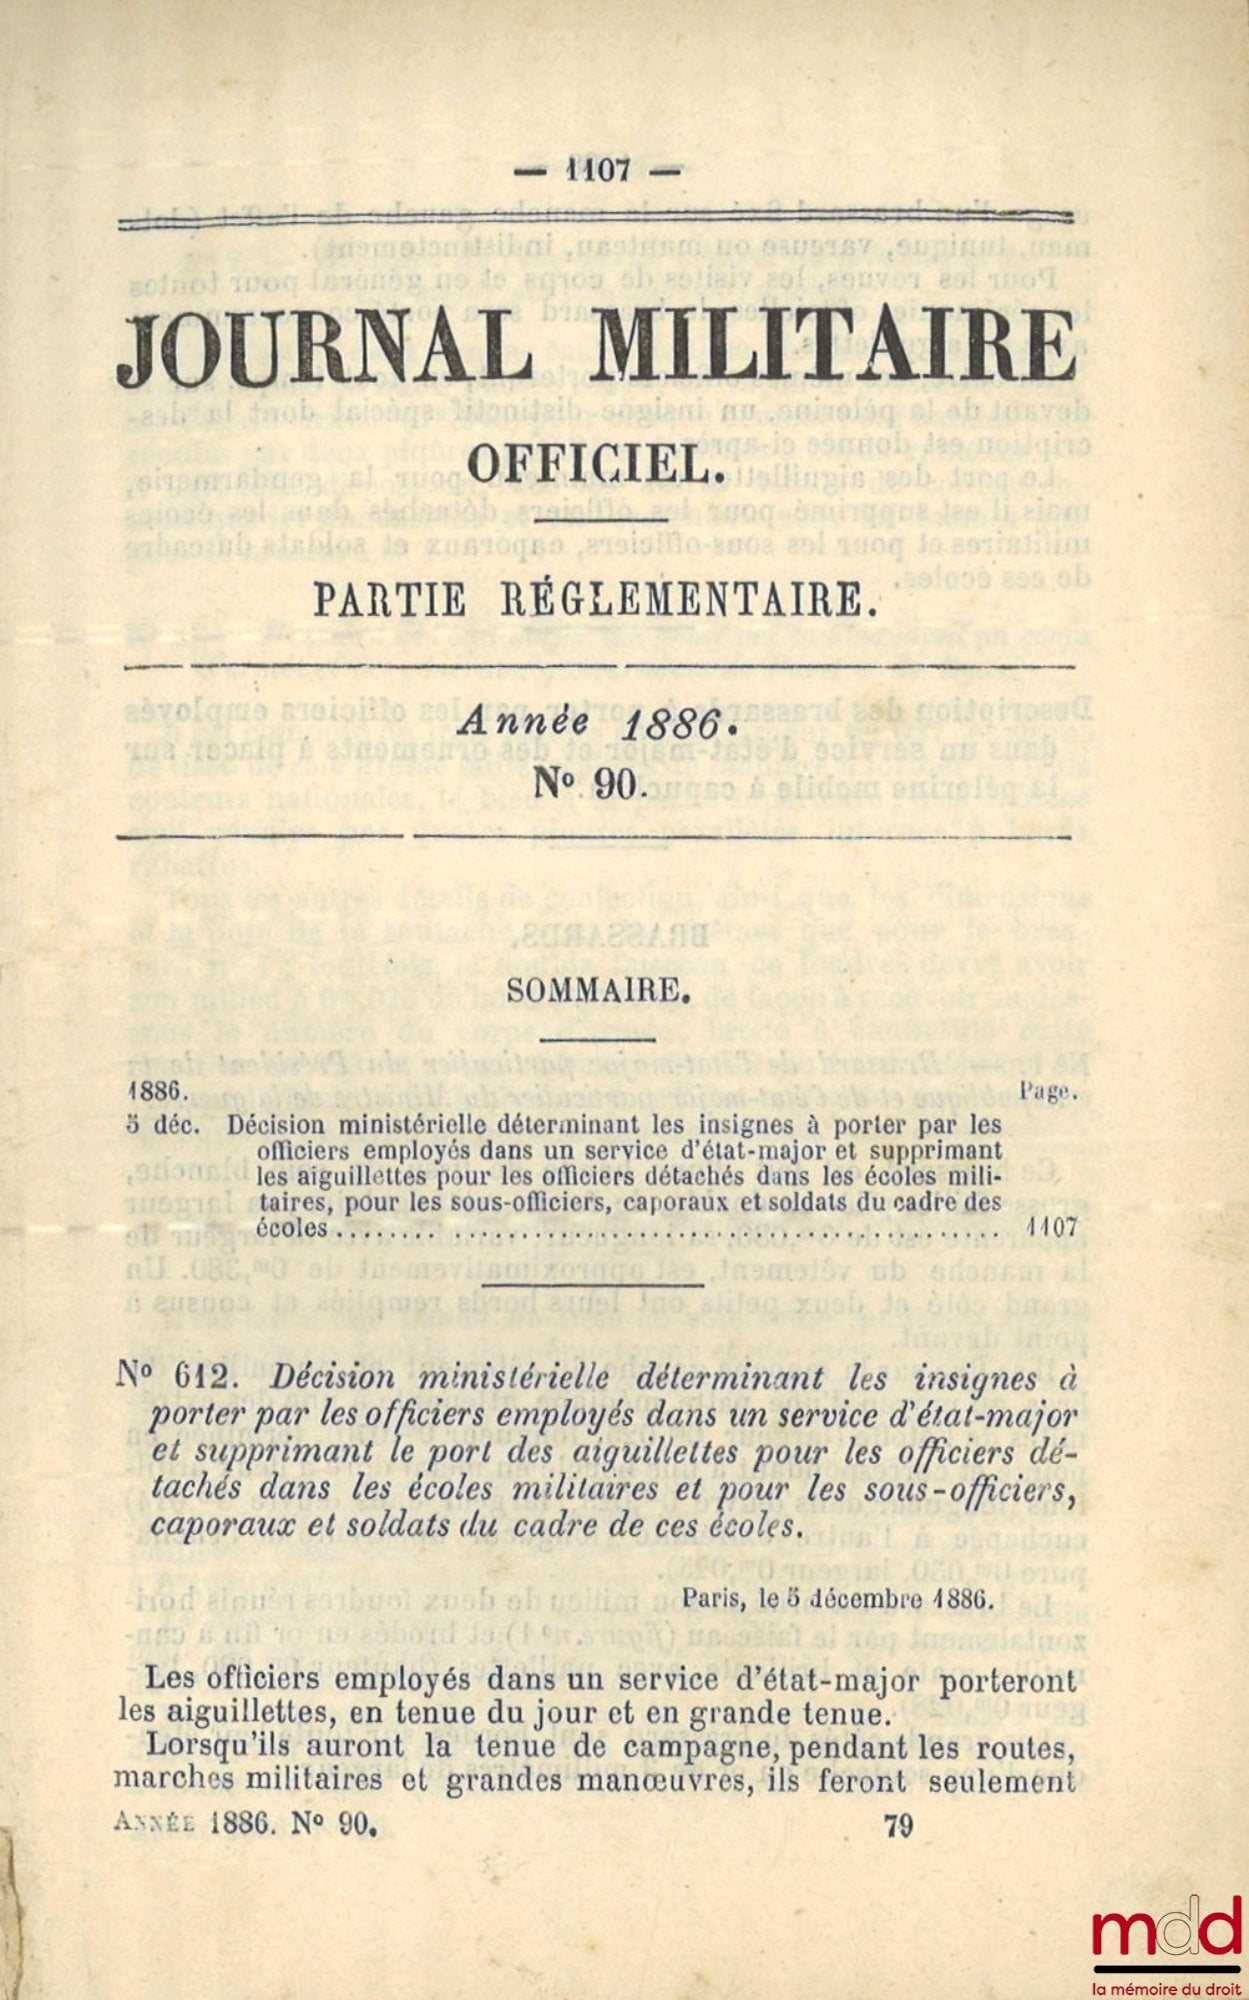 — 1107 —
JOURNAL MILITAIRE
OFFICIEL.
PARTIE RÉGLEMENTAIRE.
Année 1886.
Nº 90.
SOMMAIRE.
1886. Page.
5 déc. Décision ministérielle déterminant les insignes à porter par les
officiers employés dans un service d'état-major et supprimant
les aiguillettes pour les officiers détachés dans les écoles mili-
taires, pour les sous-officiers, caporaux et soldats du cadre des
écoles ........ .......................................... 1107
Nº 612. Décision ministérielle déterminant les insignes à
porter par les officiers employés dans un service d'état-major
et supprimant le port des aiguillettes pour les officiers dé-
tachés dans les écoles militaires et pour les sous-officiers,
caporaux et soldats du cadre de ces écoles.
Paris, le 5 décembre 1886.
Les officiers employés dans un service d'état-major porteront
les aiguillettes, en tenue du jour et en grande tenue.
Lorsqu'ils auront la tenue de campagne, pendant les routes,
marches militaires et grandes manœuvres, ils feront seulement
ANNÉE 1886. Nº 90. 79
mdd
la mémoire du droit